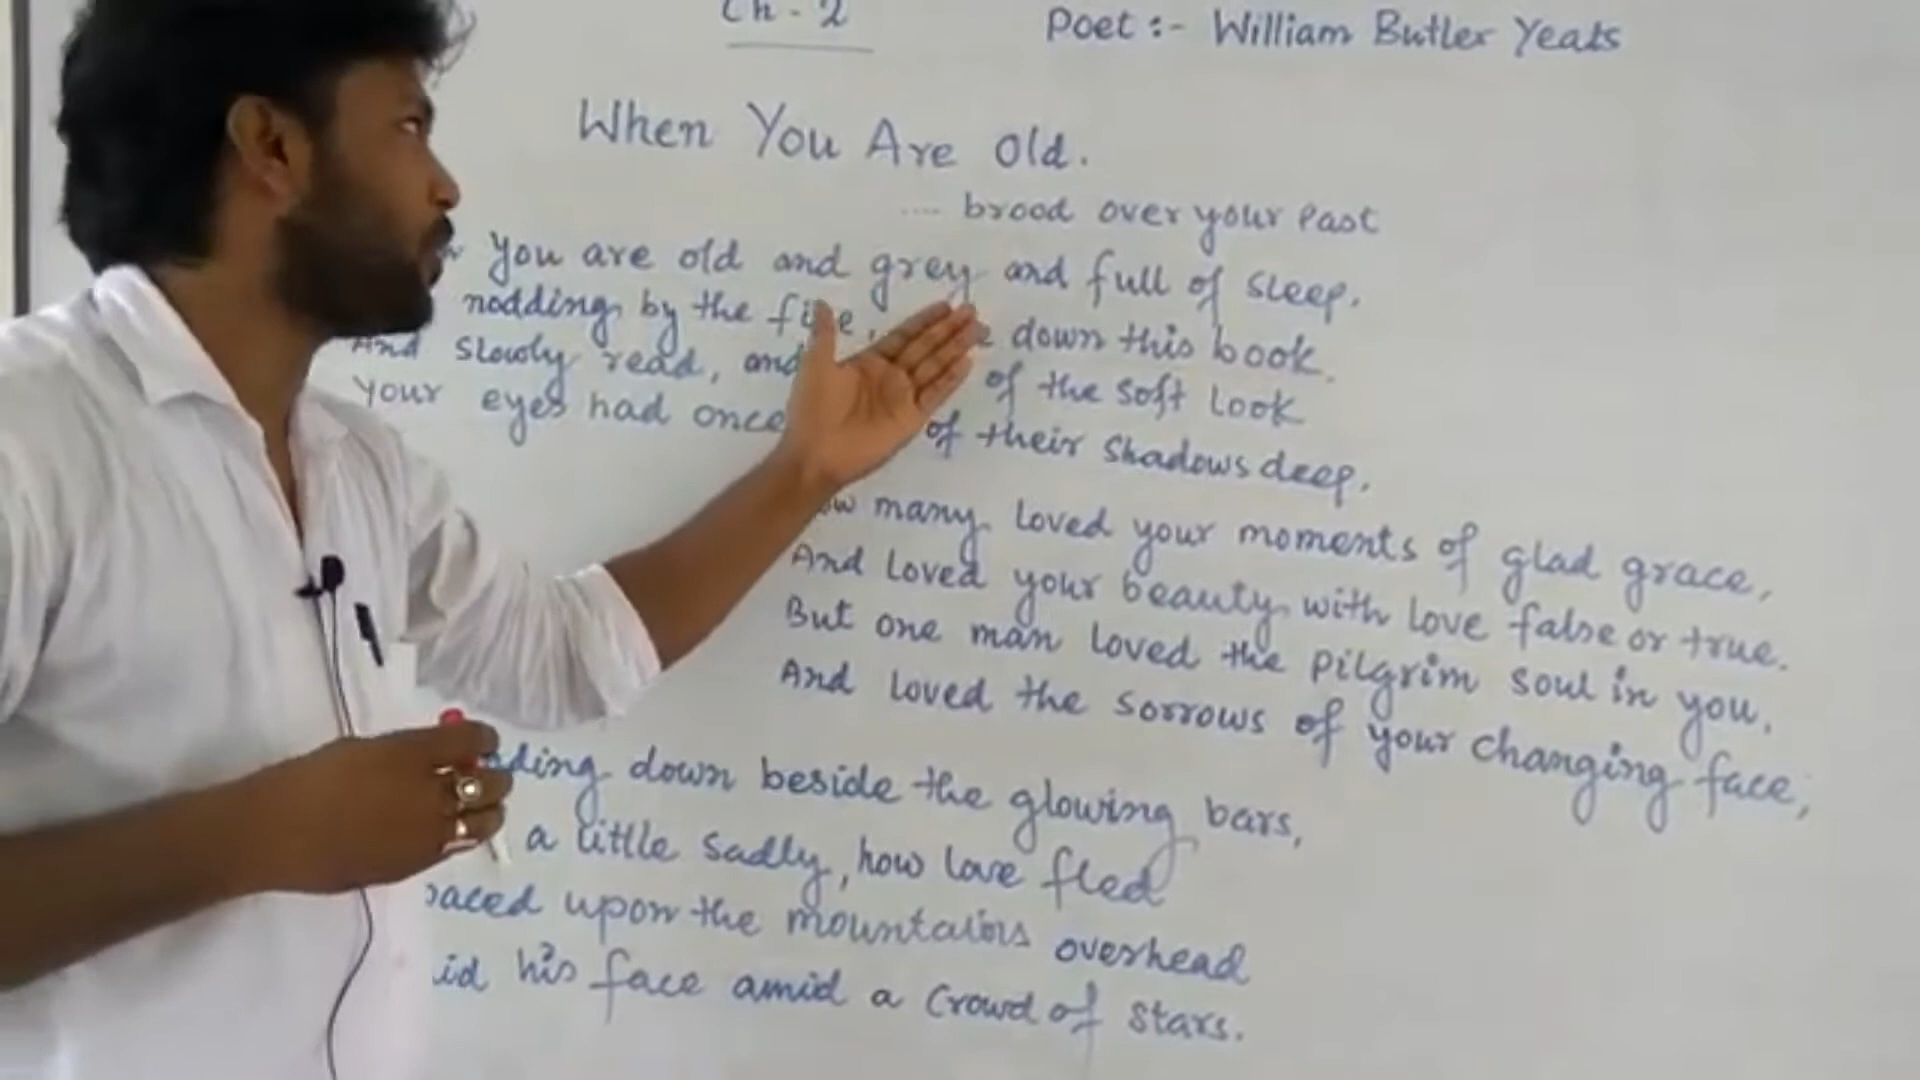 Ch - 2
Poet :- William Butler Yeats
When You Are Old.
.... brood over your Past
You are old and grey and full of sleep.
nodding by the fire, down this book.
And slowly read, and of the soft look
Your eyes had once of their shadows deep.
many loved your moments of glad grace,
And loved your beauty with love false or true.
But one man loved the pilgrim soul in you.
And loved the sorrows of your changing face;
down beside the glowing bars,
a little sadly, how love fled
upon the mountains overhead
his face amid a crowd of stars.